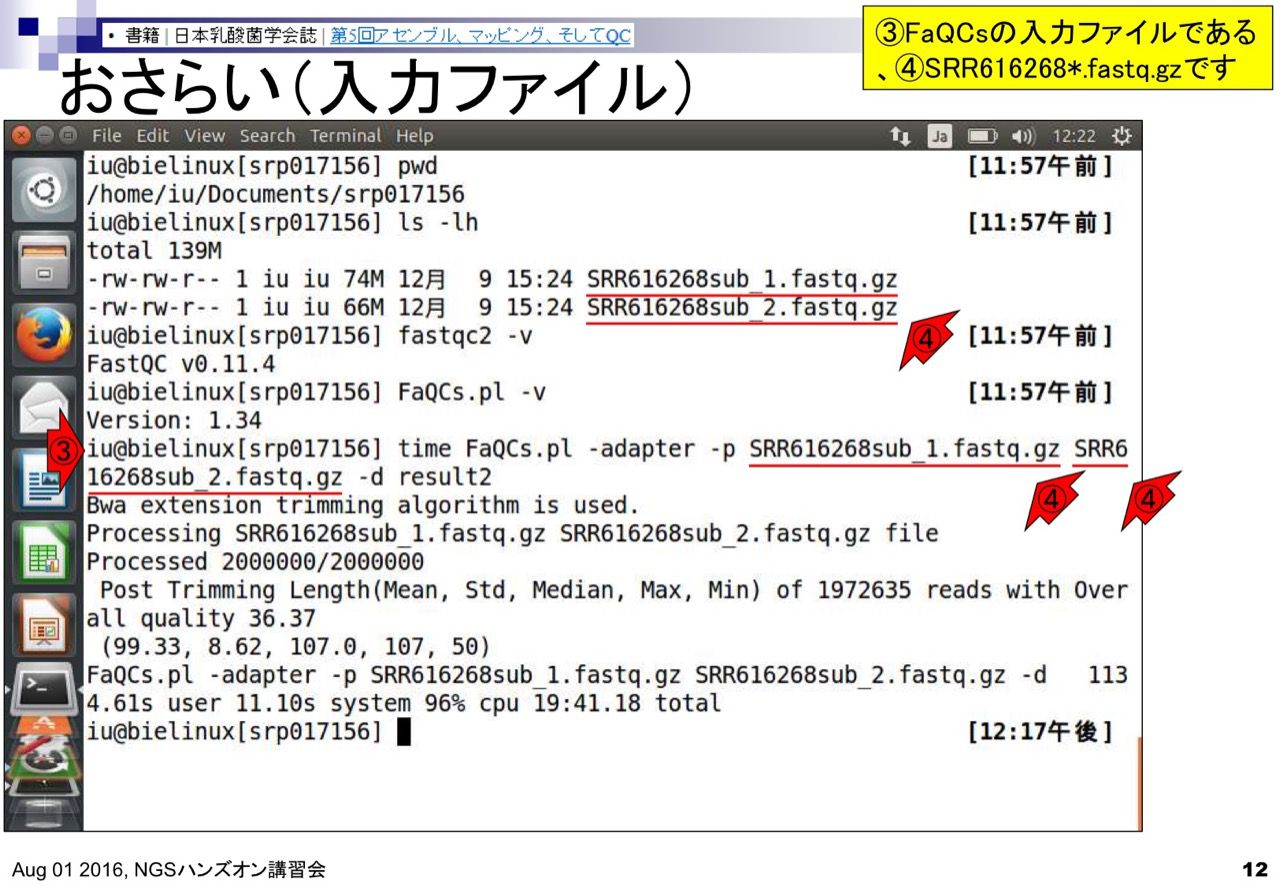 • 書籍 | 日本乳酸菌学会誌 | 第5回アセンブル、マッピング、そしてQC
③FaQCsの入力ファイルである
、④SRR616268*.fastq.gzです
おさらい（入力ファイル）
File Edit View Search Terminal Help Ja 12:22
iu@bielinux[srp017156] pwd [11:57午前]
/home/iu/Documents/srp017156
iu@bielinux[srp017156] ls -lh [11:57午前]
total 139M
-rw-rw-r-- 1 iu iu 74M 12月 9 15:24 SRR616268sub_1.fastq.gz
-rw-rw-r-- 1 iu iu 66M 12月 9 15:24 SRR616268sub_2.fastq.gz
④
iu@bielinux[srp017156] fastqc2 -v [11:57午前]
FastQC v0.11.4
iu@bielinux[srp017156] FaQCs.pl -v [11:57午前]
Version: 1.34
③
iu@bielinux[srp017156] time FaQCs.pl -adapter -p SRR616268sub_1.fastq.gz SRR6
16268sub_2.fastq.gz -d result2
④ ④
Bwa extension trimming algorithm is used.
Processing SRR616268sub_1.fastq.gz SRR616268sub_2.fastq.gz file
Processed 2000000/2000000
Post Trimming Length(Mean, Std, Median, Max, Min) of 1972635 reads with Over
all quality 36.37
(99.33, 8.62, 107.0, 107, 50)
FaQCs.pl -adapter -p SRR616268sub_1.fastq.gz SRR616268sub_2.fastq.gz -d 113
4.61s user 11.10s system 96% cpu 19:41.18 total
iu@bielinux[srp017156] [12:17午後]
Aug 01 2016, NGSハンズオン講習会
12